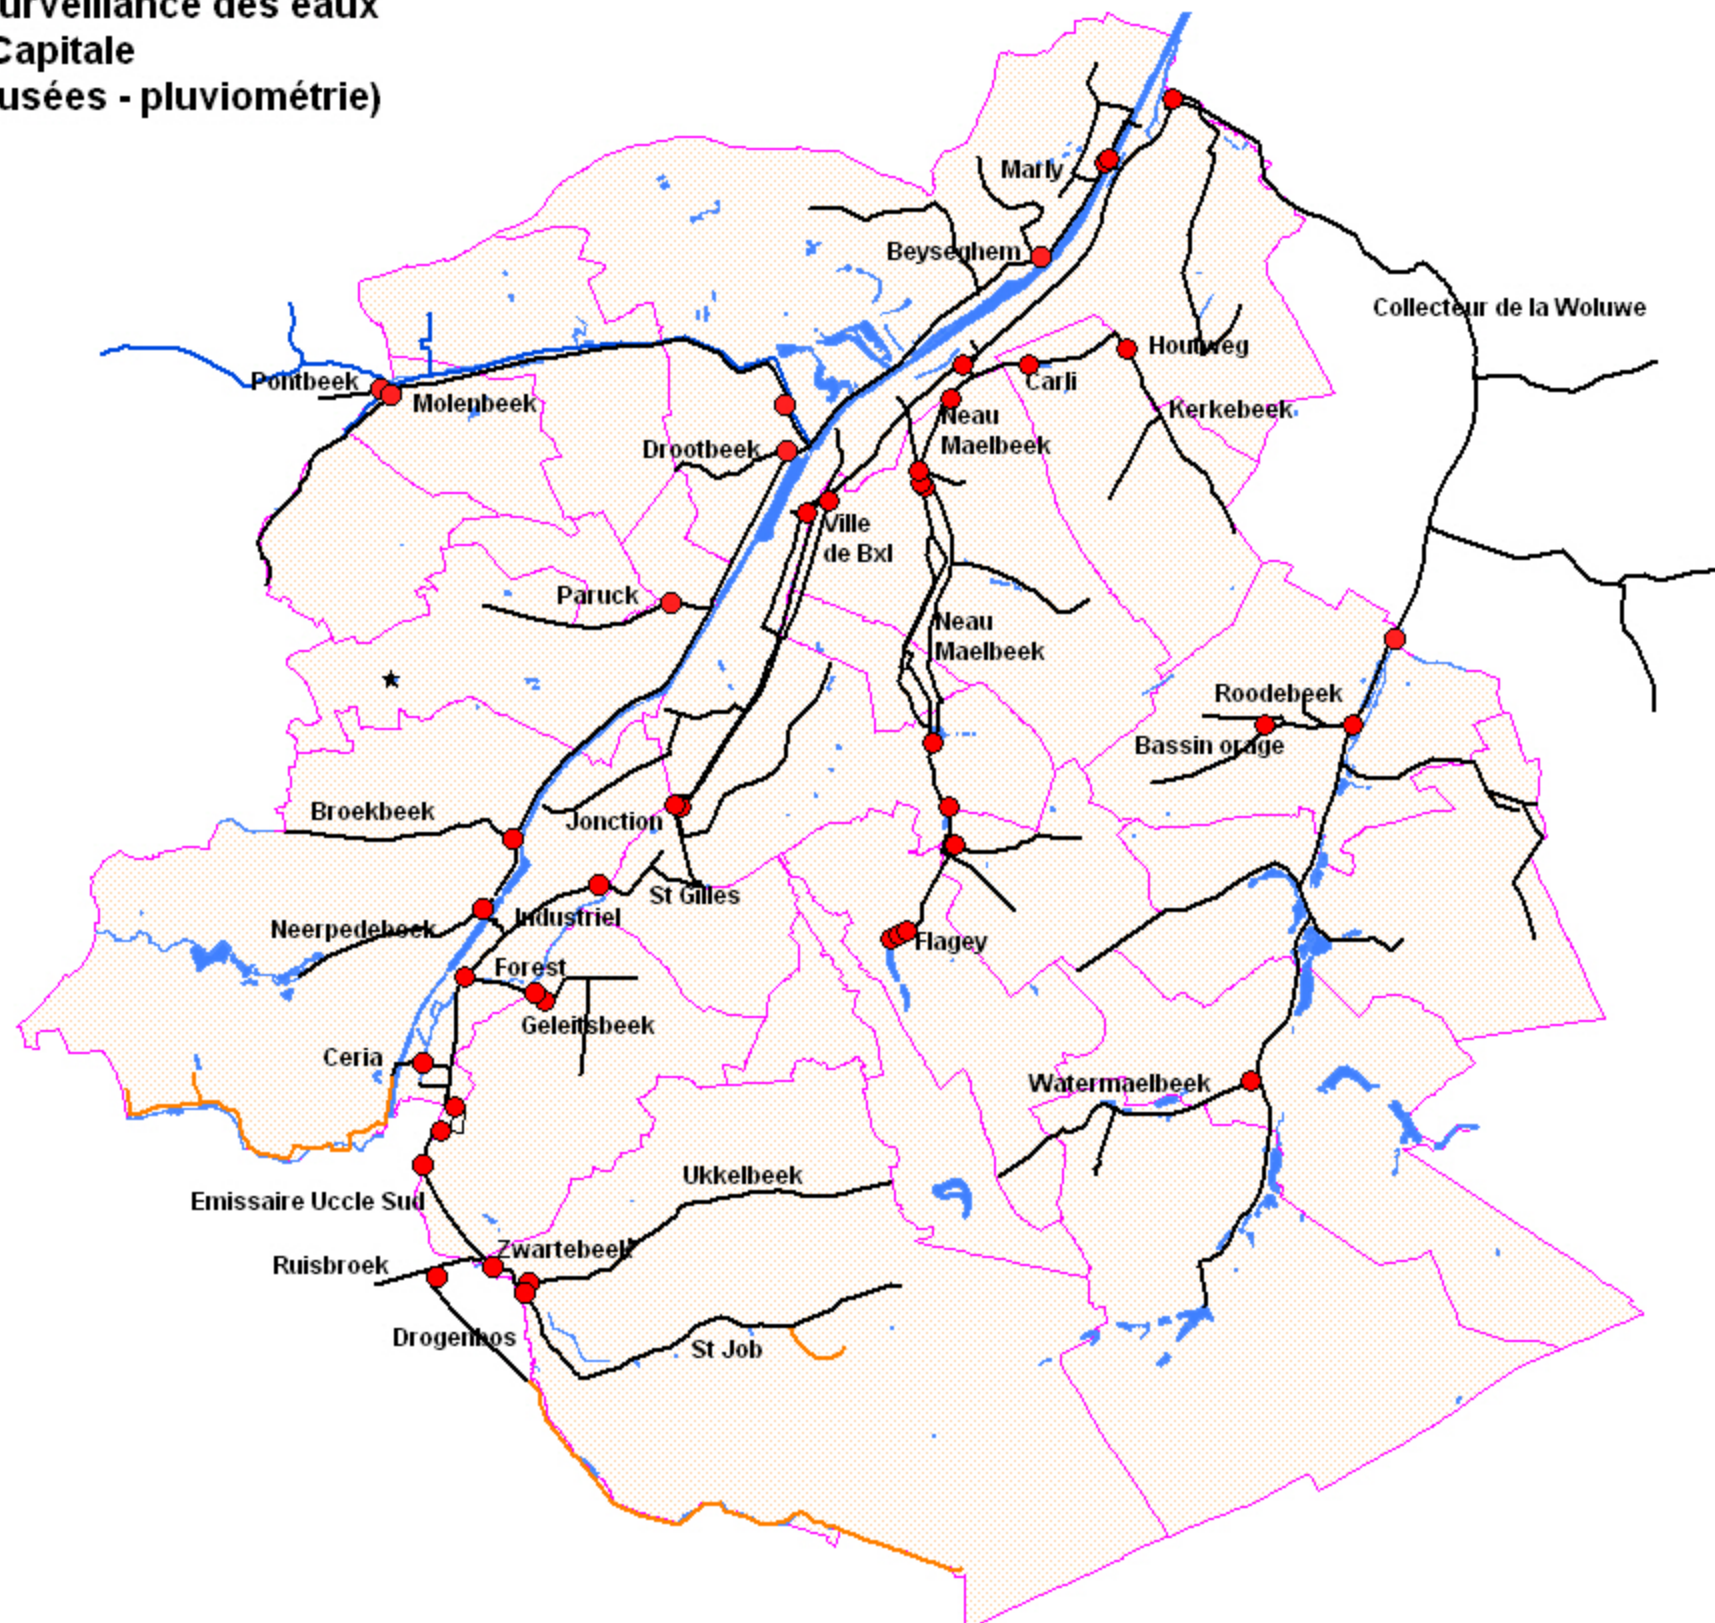 urveillance des eaux
Capitale
usées - pluviométrie)
Marly
Beyseghem
Collecteur de la Woluwe
Houtweg
Pontbeek
Carli
Molenbeek
Kerkebeek
Neau
Maelbeek
Drootbeek
Ville
de Bxl
Paruck
Neau
Maelbeek
Roodebeek
Bassin orage
Broekbeek
Jonction
St Gilles
Industriel
Neerpedebeek
Flagey
Forest
Geleitsbeek
Ceria
Watermaelbeek
Ukkelbeek
Emissaire Uccle Sud
Zwartebeek
Ruisbroek
Drogenbos
St Job